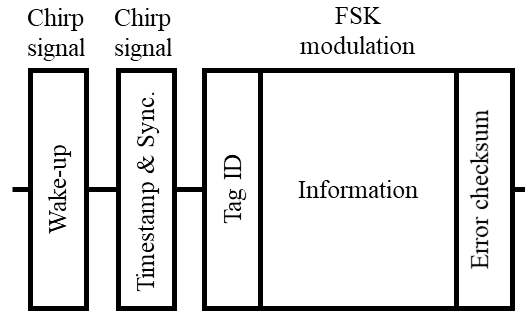 Chirp
signal
Chirp
signal
FSK
modulation
Wake-up
Timestamp & Sync.
Tag ID
Information
Error checksum